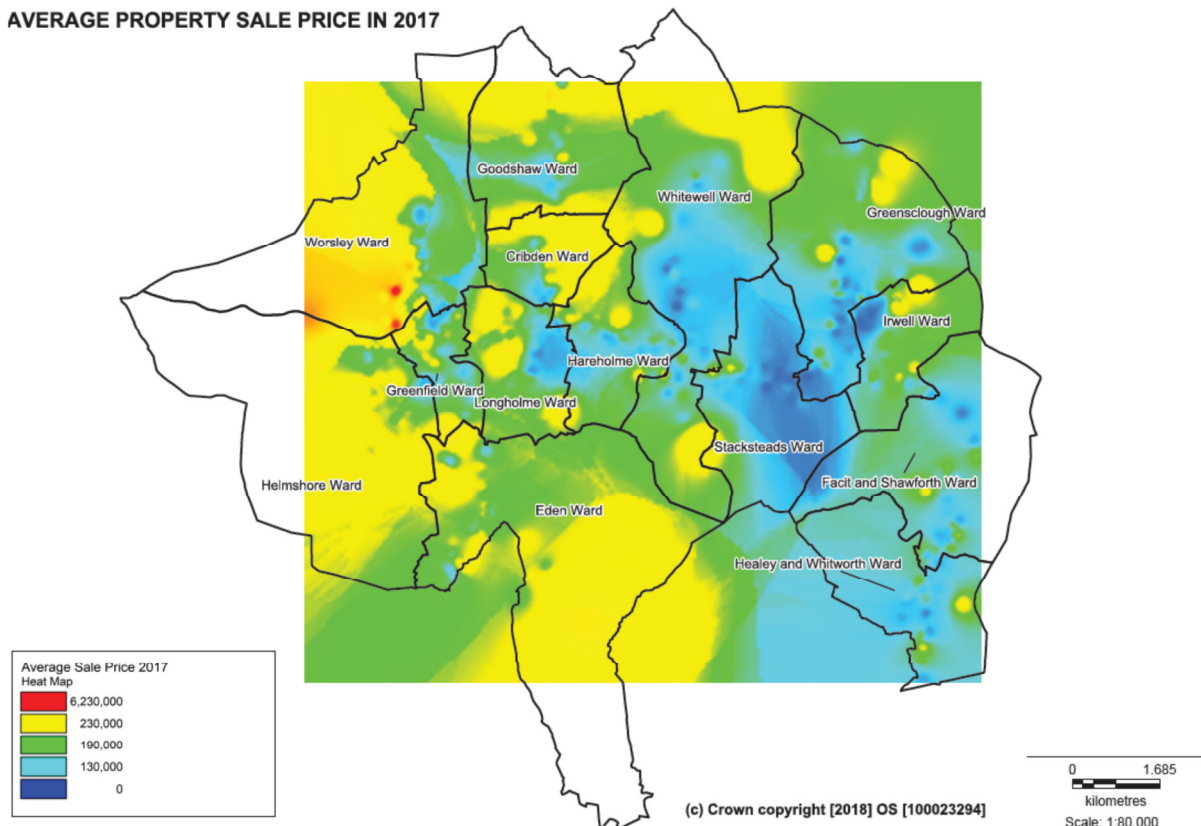 AVERAGE PROPERTY SALE PRICE IN 2017
Goodshaw Ward
Whitewell Ward
Greensclough Ward
Worsley Ward
Cribden Ward
Irwell Ward
Hareholme Ward
Greenfield Ward
Longholme Ward
Stacksteads Ward
Helmshore Ward
Facit and Shawforth Ward
Eden Ward
Healey and Whitworth Ward
Average Sale Price 2017
Heat Map
6,230,000
230,000
190,000
130,000
0
(c) Crown copyright [2018] OS [100023294]
0 1.685
kilometres
Scale: 1:80,000